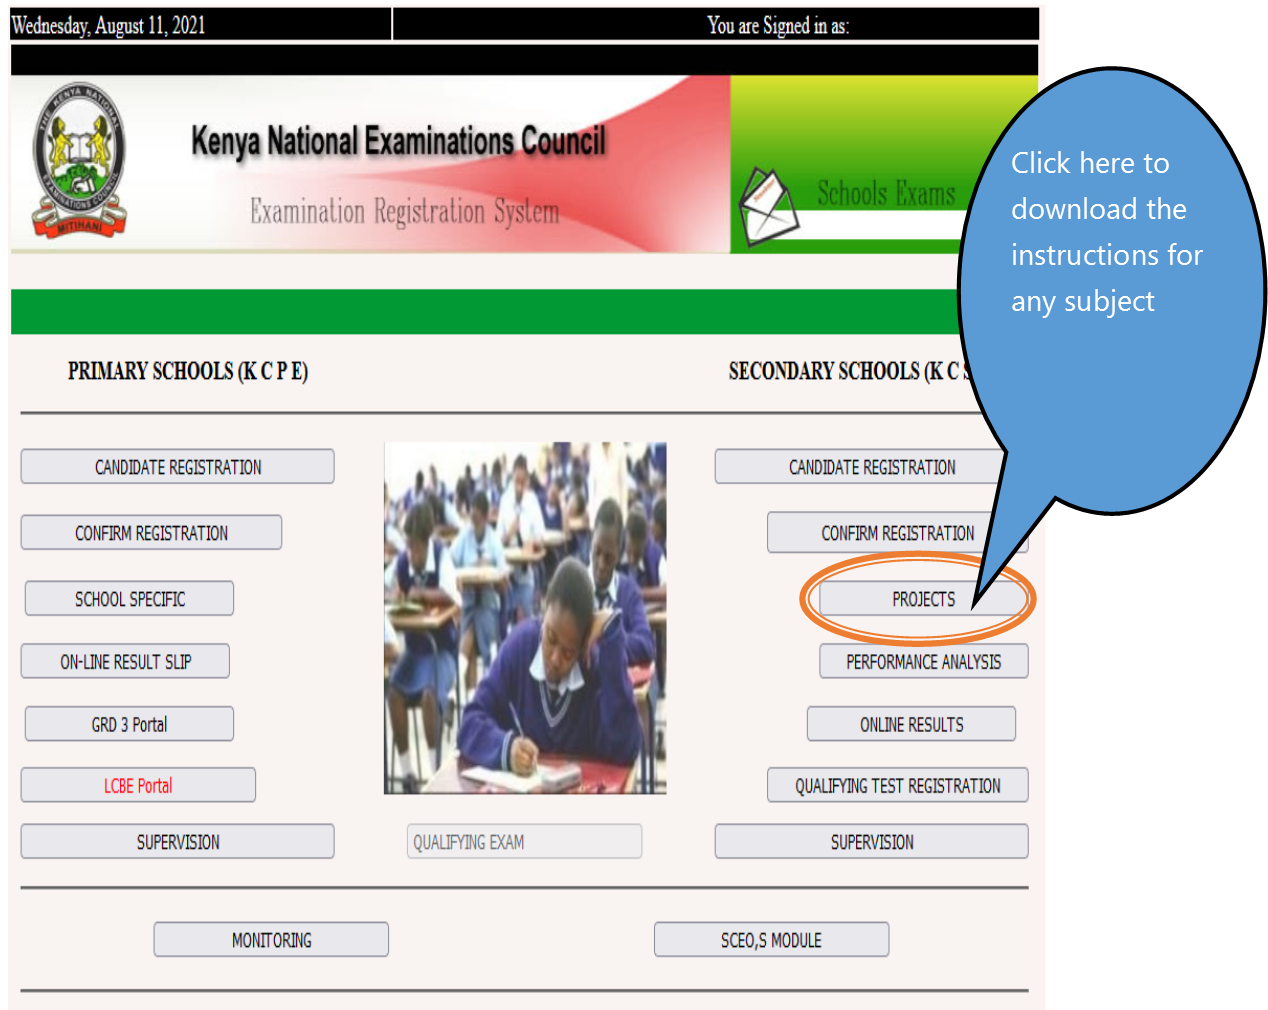 Wednesday, August 11, 2021
You are Signed in as:
THE KENYA NATIONAL EXAMINATIONS COUNCIL
MITIHANI
Kenya National Examinations Council
Examination Registration System
Schools Exams
Click here to
download the
instructions for
any subject
PRIMARY SCHOOLS (K C P E)
SECONDARY SCHOOLS (K C
CANDIDATE REGISTRATION
CANDIDATE REGISTRATION
CONFIRM REGISTRATION
CONFIRM REGISTRATION
SCHOOL SPECIFIC
PROJECTS
ON-LINE RESULT SLIP
PERFORMANCE ANALYSIS
GRD 3 Portal
ONLINE RESULTS
LCBE Portal
QUALIFYING TEST REGISTRATION
SUPERVISION
QUALIFYING EXAM
SUPERVISION
MONITORING
SCEO,S MODULE